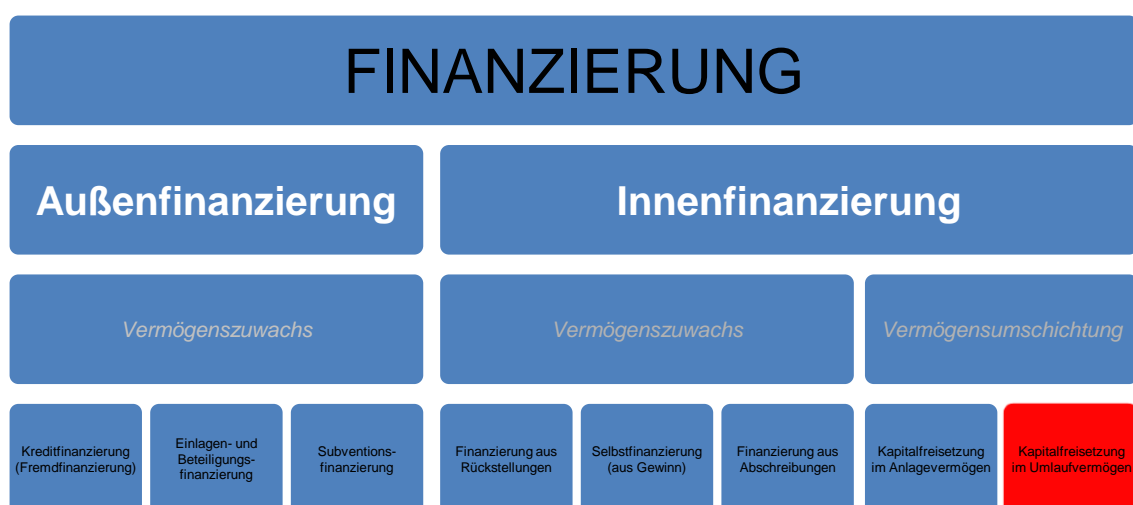 FINANZIERUNG
Außenfinanzierung
Innenfinanzierung
Vermögenszuwachs
Vermögenszuwachs
Vermögensumschichtung
Kreditfinanzierung
(Fremdfinanzierung)
Einlagen- und
Beteiligungs-
finanzierung
Subventions-
finanzierung
Finanzierung aus
Rückstellungen
Selbstfinanzierung
(aus Gewinn)
Finanzierung aus
Abschreibungen
Kapitalfreisetzung
im Anlagevermögen
Kapitalfreisetzung
im Umlaufvermögen